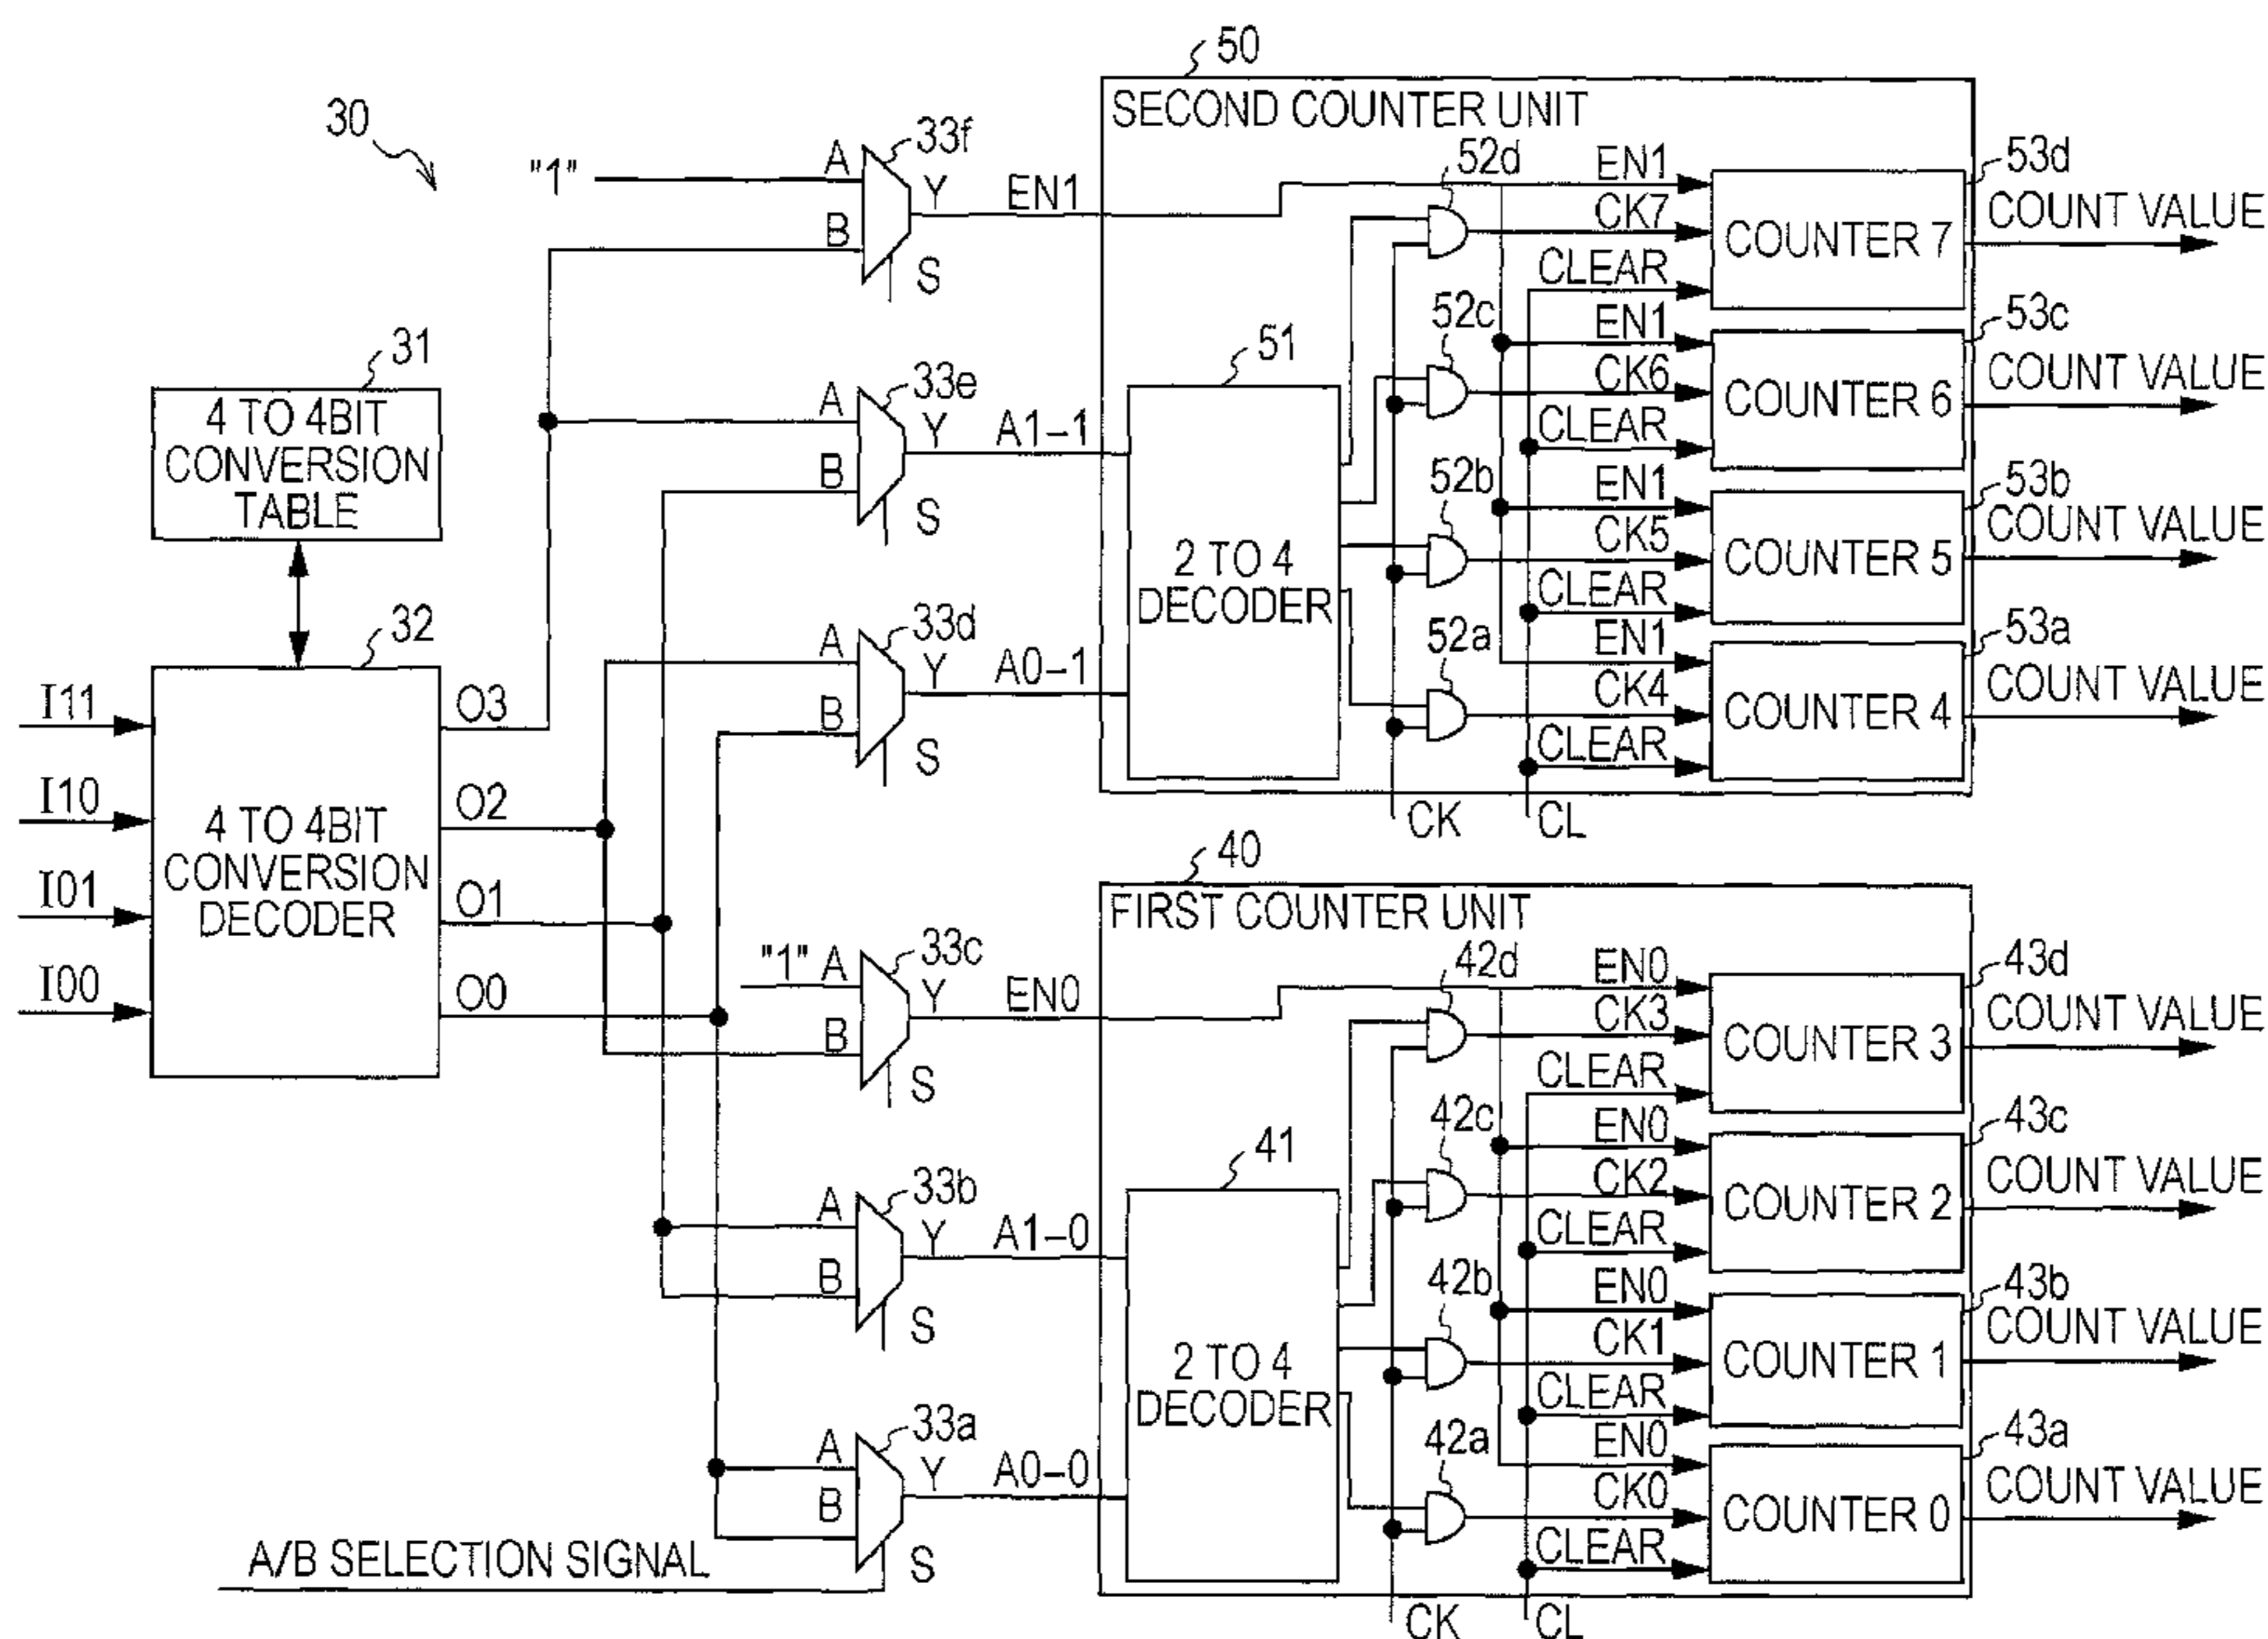 50
SECOND COUNTER UNIT
30
33f
"1"
A
B
Y
S
EN1
52d
EN1
CK7
CLEAR
COUNTER 7
53d
COUNT VALUE
52c
EN1
CK6
CLEAR
COUNTER 6
53c
COUNT VALUE
31
4 TO 4BIT
CONVERSION
TABLE
33e
A
B
Y
S
A1-1
51
2 TO 4
DECODER
52b
EN1
CK5
CLEAR
COUNTER 5
53b
COUNT VALUE
33d
A
B
Y
S
A0-1
52a
EN1
CK4
CLEAR
COUNTER 4
53a
COUNT VALUE
CK
CL
32
I11
I10
I01
I00
4 TO 4BIT
CONVERSION
DECODER
O3
O2
O1
O0
40
FIRST COUNTER UNIT
33c
"1" A
B
Y
S
EN0
42d
EN0
CK3
CLEAR
COUNTER 3
43d
COUNT VALUE
42c
EN0
CK2
CLEAR
COUNTER 2
43c
COUNT VALUE
33b
A
B
Y
S
A1-0
41
2 TO 4
DECODER
42b
EN0
CK1
CLEAR
COUNTER 1
43b
COUNT VALUE
33a
A
B
Y
S
A0-0
42a
EN0
CK0
CLEAR
COUNTER 0
43a
COUNT VALUE
A/B SELECTION SIGNAL
CK
CL